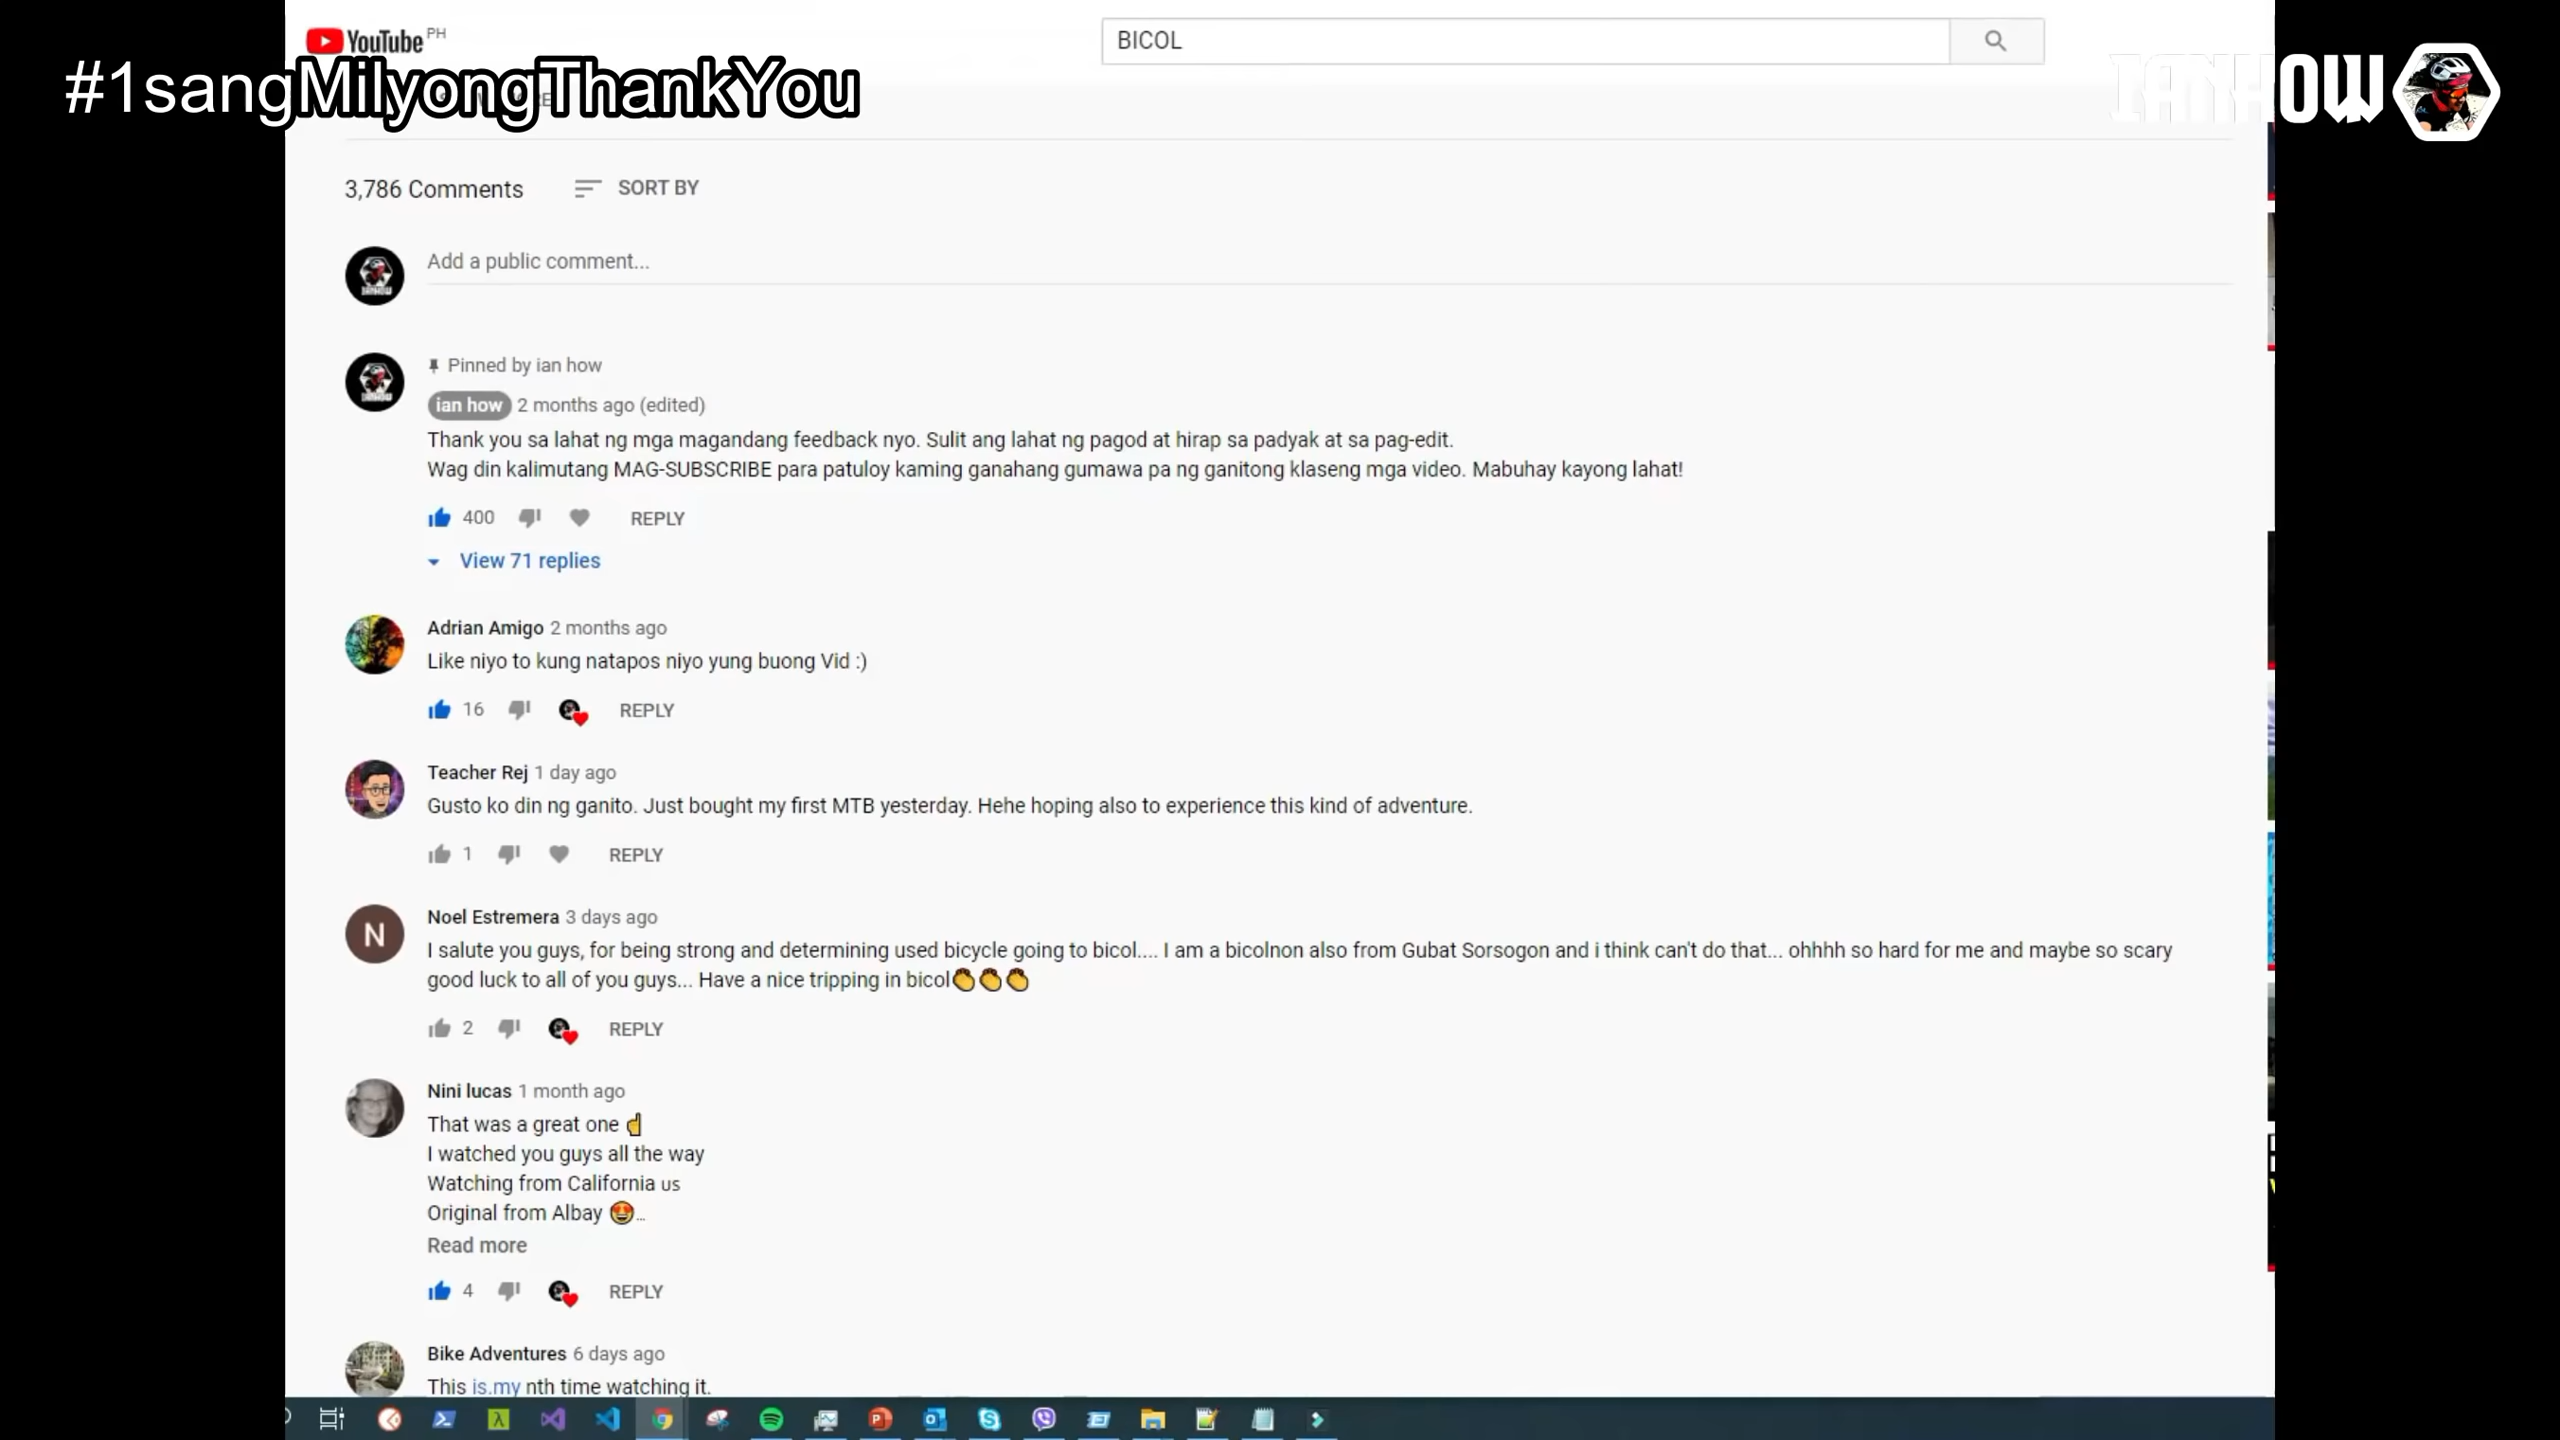 YouTube PH
BICOL
#1sangMilyongThankYou
IANHOW
3,786 Comments
SORT BY
Add a public comment...
Pinned by ian how
ian how 2 months ago (edited)
Thank you sa lahat ng mga magandang feedback nyo. Sulit ang lahat ng pagod at hirap sa padyak at sa pag-edit.
Wag din kalimutang MAG-SUBSCRIBE para patuloy kaming ganahang gumawa pa ng ganitong klaseng mga video. Mabuhay kayong lahat!
400 REPLY
View 71 replies
Adrian Amigo 2 months ago
Like niyo to kung natapos niyo yung buong Vid :)
16 REPLY
Teacher Rej 1 day ago
Gusto ko din ng ganito. Just bought my first MTB yesterday. Hehe hoping also to experience this kind of adventure.
1 REPLY
N
Noel Estremera 3 days ago
I salute you guys, for being strong and determining used bicycle going to bicol.... I am a bicolnon also from Gubat Sorsogon and i think can't do that... ohhhh so hard for me and maybe so scary
good luck to all of you guys... Have a nice tripping in bicol👏👏👏
2 REPLY
Nini lucas 1 month ago
That was a great one ☝
I watched you guys all the way
Watching from California us
Original from Albay 🤩...
Read more
4 REPLY
Bike Adventures 6 days ago
This is.my nth time watching it.